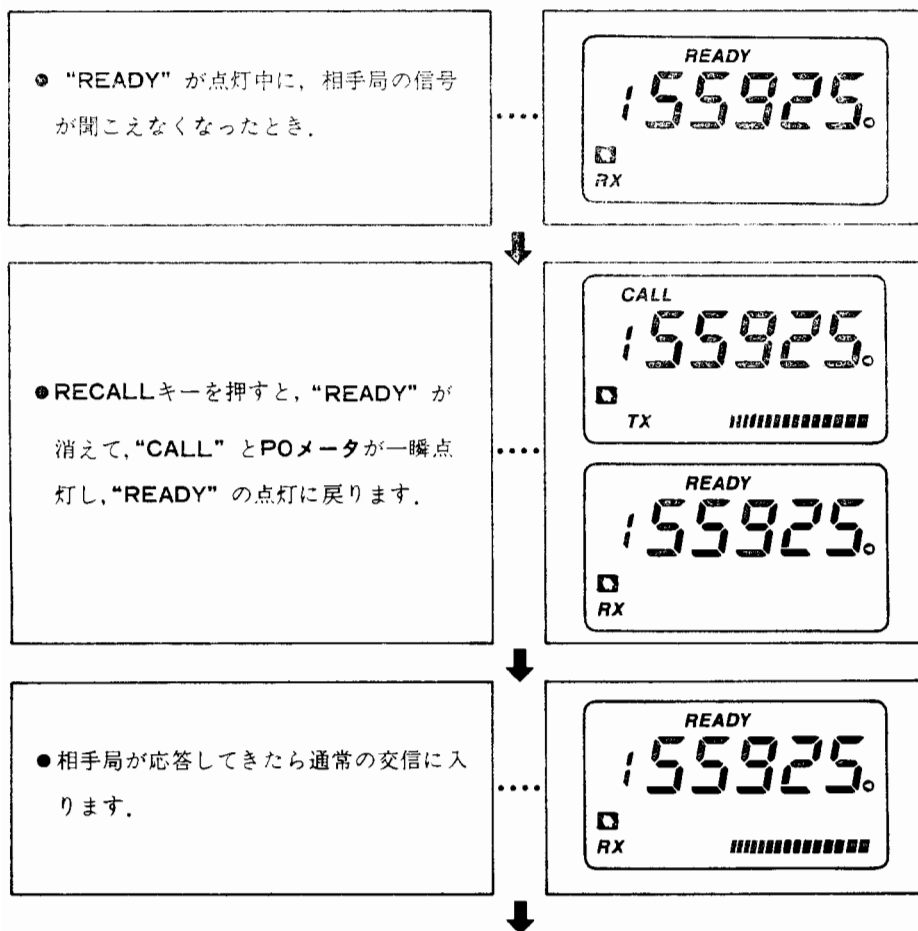 ● “READY” が点灯中に，相手局の信号
が聞こえなくなったとき．
READY
155925.
RX
●RECALLキーを押すと，“READY” が
消えて，“CALL” とPOメータが一瞬点
灯し，“READY” の点灯に戻ります．
CALL
155925.
TX
READY
155925.
RX
●相手局が応答してきたら通常の交信に入
ります．
READY
155925.
RX